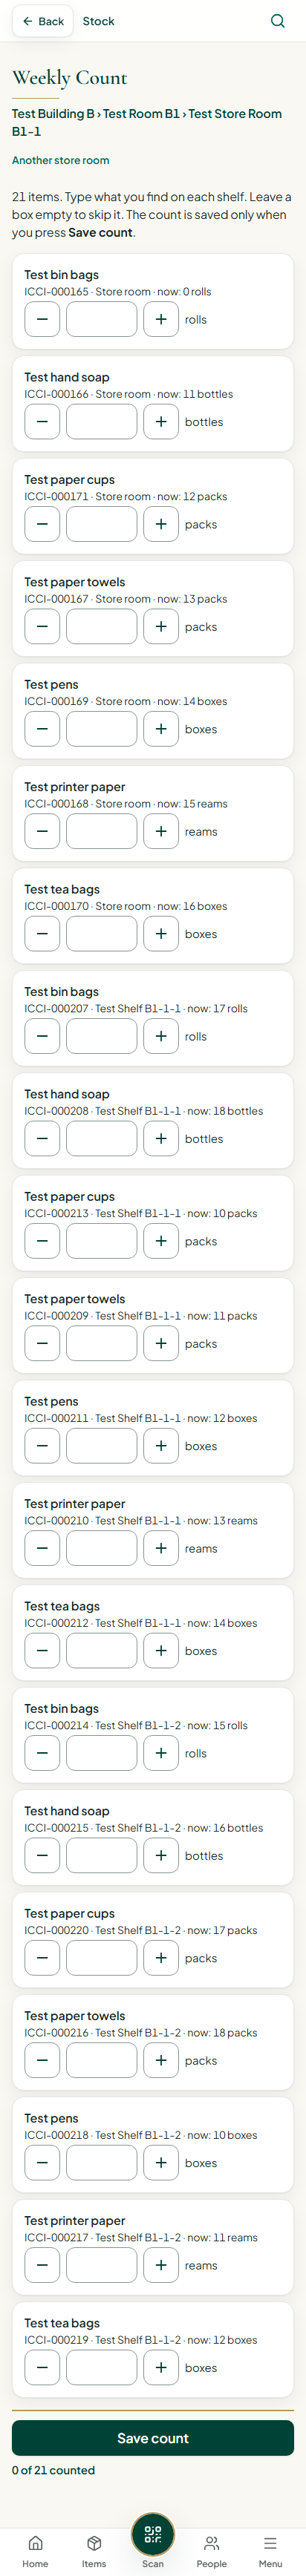 Back
Stock
Weekly Count
Test Building B › Test Room B1 › Test Store Room
B1-1
Another store room
21 items. Type what you find on each shelf. Leave a
box empty to skip it. The count is saved only when
you press Save count.
Test bin bags
ICCI-000165 · Store room · now: 0 rolls
rolls
Test hand soap
ICCI-000166 · Store room · now: 11 bottles
bottles
Test paper cups
ICCI-000171 · Store room · now: 12 packs
packs
Test paper towels
ICCI-000167 · Store room · now: 13 packs
packs
Test pens
ICCI-000169 · Store room · now: 14 boxes
boxes
Test printer paper
ICCI-000168 · Store room · now: 15 reams
reams
Test tea bags
ICCI-000170 · Store room · now: 16 boxes
boxes
Test bin bags
ICCI-000207 · Test Shelf B1-1-1 · now: 17 rolls
rolls
Test hand soap
ICCI-000208 · Test Shelf B1-1-1 · now: 18 bottles
bottles
Test paper cups
ICCI-000213 · Test Shelf B1-1-1 · now: 10 packs
packs
Test paper towels
ICCI-000209 · Test Shelf B1-1-1 · now: 11 packs
packs
Test pens
ICCI-000211 · Test Shelf B1-1-1 · now: 12 boxes
boxes
Test printer paper
ICCI-000210 · Test Shelf B1-1-1 · now: 13 reams
reams
Test tea bags
ICCI-000212 · Test Shelf B1-1-1 · now: 14 boxes
boxes
Test bin bags
ICCI-000214 · Test Shelf B1-1-2 · now: 15 rolls
rolls
Test hand soap
ICCI-000215 · Test Shelf B1-1-2 · now: 16 bottles
bottles
Test paper cups
ICCI-000220 · Test Shelf B1-1-2 · now: 17 packs
packs
Test paper towels
ICCI-000216 · Test Shelf B1-1-2 · now: 18 packs
packs
Test pens
ICCI-000218 · Test Shelf B1-1-2 · now: 10 boxes
boxes
Test printer paper
ICCI-000217 · Test Shelf B1-1-2 · now: 11 reams
reams
Test tea bags
ICCI-000219 · Test Shelf B1-1-2 · now: 12 boxes
boxes
Save count
0 of 21 counted
Home
Items
Scan
People
Menu